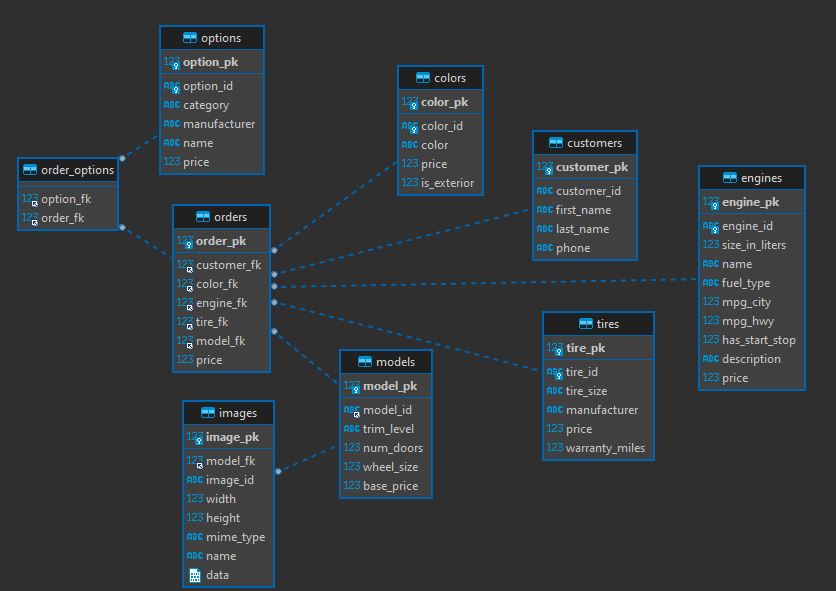 options
123 option_pk
ABC option_id
ABC category
ABC manufacturer
ABC name
123 price
order_options
123 option_fk
123 order_fk
orders
123 order_pk
123 customer_fk
123 color_fk
123 engine_fk
123 tire_fk
123 model_fk
123 price
colors
123 color_pk
ABC color_id
ABC color
123 price
123 is_exterior
customers
123 customer_pk
ABC customer_id
ABC first_name
ABC last_name
ABC phone
engines
123 engine_pk
ABC engine_id
123 size_in_liters
ABC name
ABC fuel_type
123 mpg_city
123 mpg_hwy
123 has_start_stop
ABC description
123 price
tires
123 tire_pk
ABC tire_id
ABC tire_size
ABC manufacturer
123 price
123 warranty_miles
models
123 model_pk
ABC model_id
ABC trim_level
123 num_doors
123 wheel_size
123 base_price
images
123 image_pk
123 model_fk
ABC image_id
123 width
123 height
ABC mime_type
ABC name
data